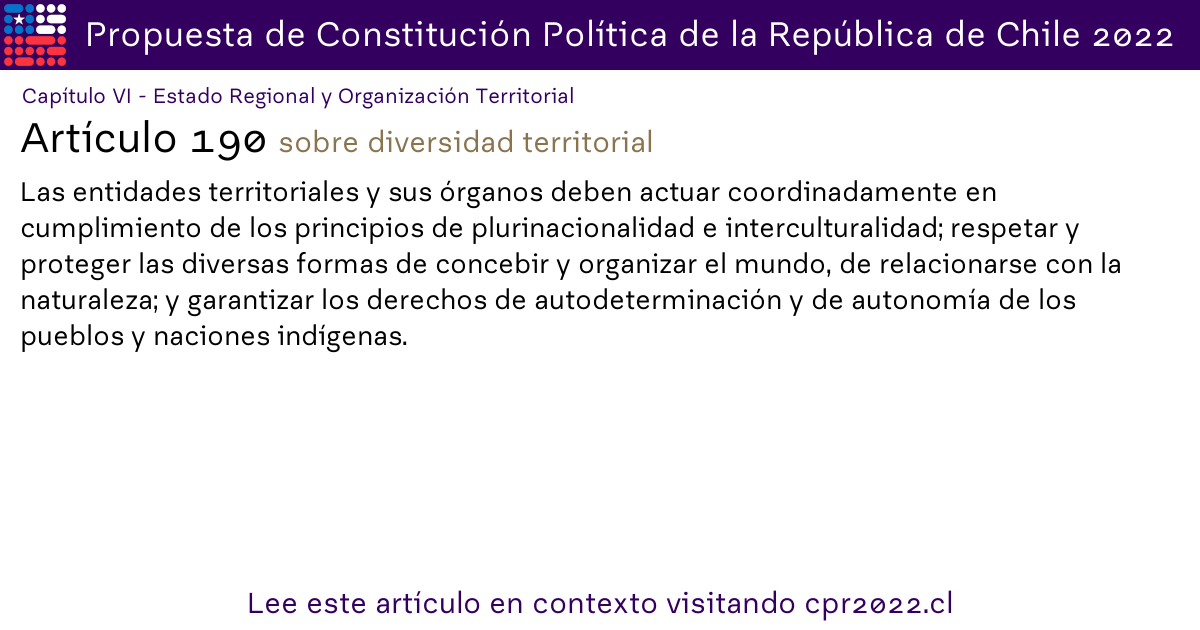 Propuesta de Constitución Política de la República de Chile 2022
Capítulo VI - Estado Regional y Organización Territorial
Artículo 190 sobre diversidad territorial
Las entidades territoriales y sus órganos deben actuar coordinadamente en
cumplimiento de los principios de plurinacionalidad e interculturalidad; respetar y
proteger las diversas formas de concebir y organizar el mundo, de relacionarse con la
naturaleza; y garantizar los derechos de autodeterminación y de autonomía de los
pueblos y naciones indígenas.
Lee este artículo en contexto visitando cpr2022.cl